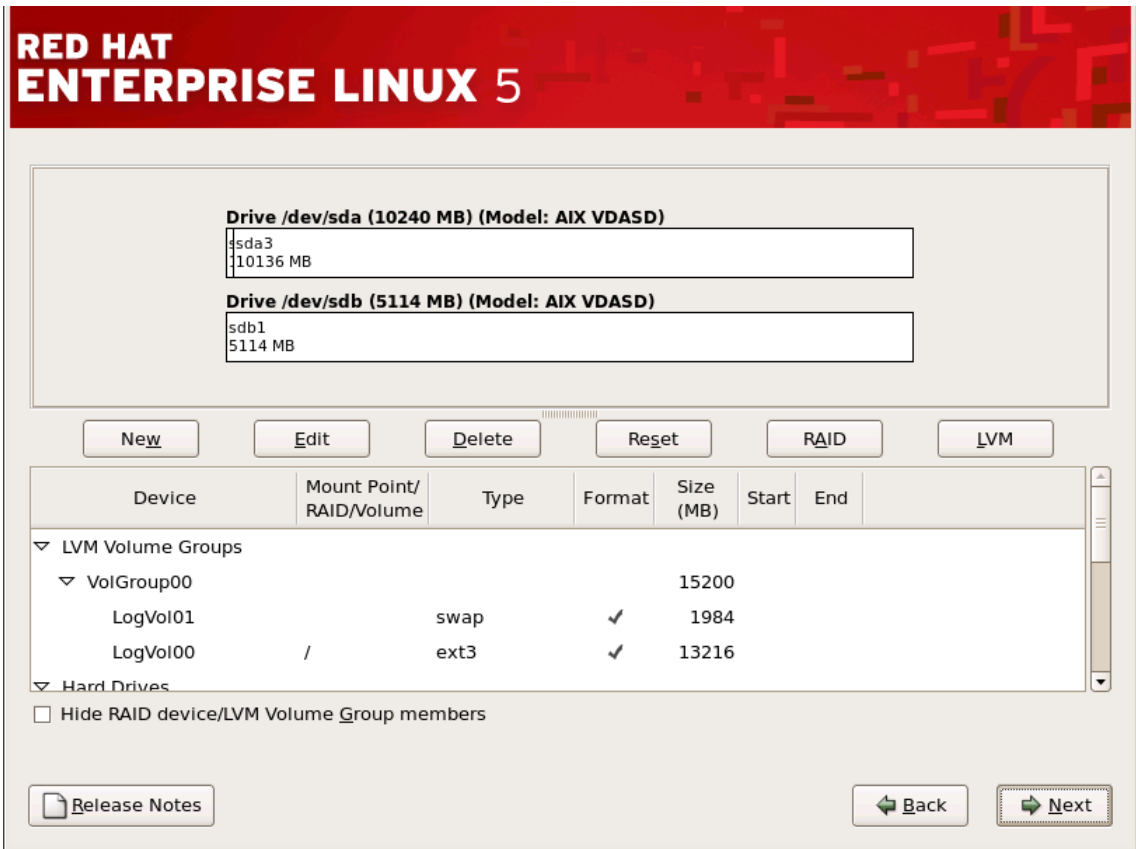 RED HAT
ENTERPRISE LINUX 5
Drive /dev/sda (10240 MB) (Model: AIX VDASD)
sda3
10136 MB
Drive /dev/sdb (5114 MB) (Model: AIX VDASD)
sdb1
5114 MB
New Edit Delete Reset RAID LVM
Device Mount Point/ RAID/Volume Type Format Size (MB) Start End
LVM Volume Groups
VolGroup00 15200
LogVol01 swap 1984
LogVol00 / ext3 13216
Hard Drives
Hide RAID device/LVM Volume Group members
Release Notes Back Next